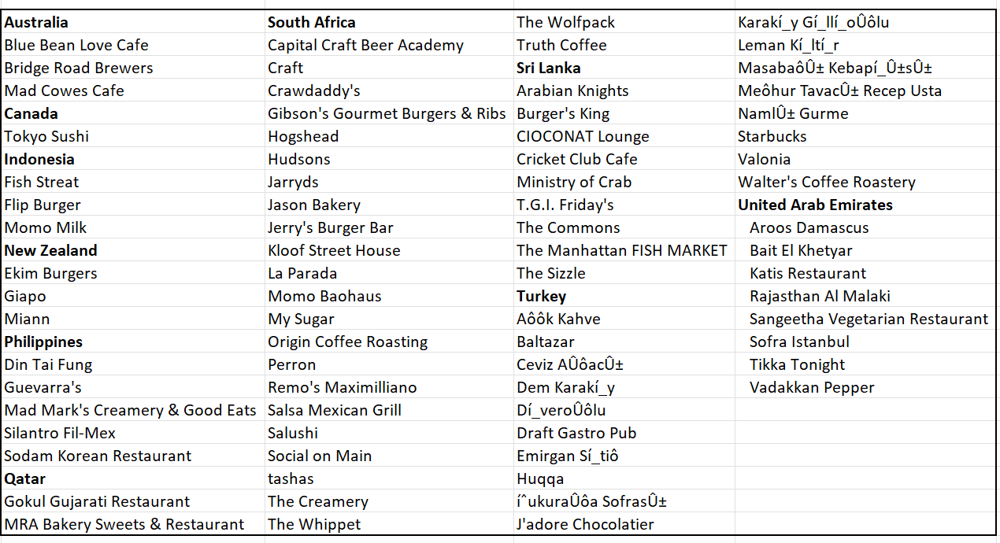 Australia
Blue Bean Love Cafe
Bridge Road Brewers
Mad Cowes Cafe
Canada
Tokyo Sushi
Indonesia
Fish Streat
Flip Burger
Momo Milk
New Zealand
Ekim Burgers
Giapo
Miann
Philippines
Din Tai Fung
Guevarra's
Mad Mark's Creamery & Good Eats
Silantro Fil-Mex
Sodam Korean Restaurant
Qatar
Gokul Gujarati Restaurant
MRA Bakery Sweets & Restaurant
South Africa
Capital Craft Beer Academy
Craft
Crawdaddy's
Gibson's Gourmet Burgers & Ribs
Hogshead
Hudsons
Jarryds
Jason Bakery
Jerry's Burger Bar
Kloof Street House
La Parada
Momo Baohaus
My Sugar
Origin Coffee Roasting
Perron
Remo's Maximilliano
Salsa Mexican Grill
Salushi
Social on Main
tashas
The Creamery
The Whippet
The Wolfpack
Truth Coffee
Sri Lanka
Arabian Knights
Burger's King
CIOCONAT Lounge
Cricket Club Cafe
Ministry of Crab
T.G.I. Friday's
The Commons
The Manhattan FISH MARKET
The Sizzle
Turkey
Aôôk Kahve
Baltazar
Ceviz AÛôacÛ±
Dem Karakí_y
Dí_veroÛôlu
Draft Gastro Pub
Emirgan Sí_tiô
Huqqa
íˆukuraÛôa SofrasÛ±
J'adore Chocolatier
Karakí_y Gí_llí_oÛôlu
Leman Kí_ltí_r
MasabaôÛ± Kebapí_Û±sÛ±
Meôhur TavacÛ± Recep Usta
NamlÛ± Gurme
Starbucks
Valonia
Walter's Coffee Roastery
United Arab Emirates
Aroos Damascus
Bait El Khetyar
Katis Restaurant
Rajasthan Al Malaki
Sangeetha Vegetarian Restaurant
Sofra Istanbul
Tikka Tonight
Vadakkan Pepper